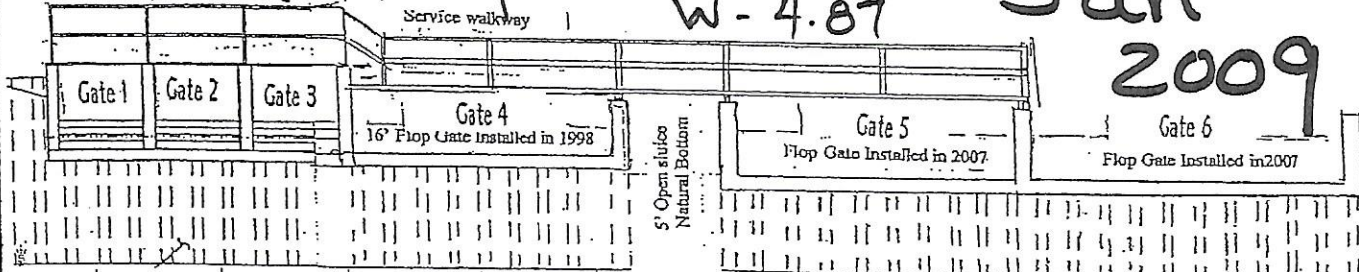 Service walkway
W - 4.87
Jan
2009
Gate 1
Gate 2
Gate 3
Gate 4
16' Flop Gate Installed in 1998
5' Open sluice
Natural Bottom
Gate 5
Flop Gate Installed in 2007
Gate 6
Flop Gate Installed in2007